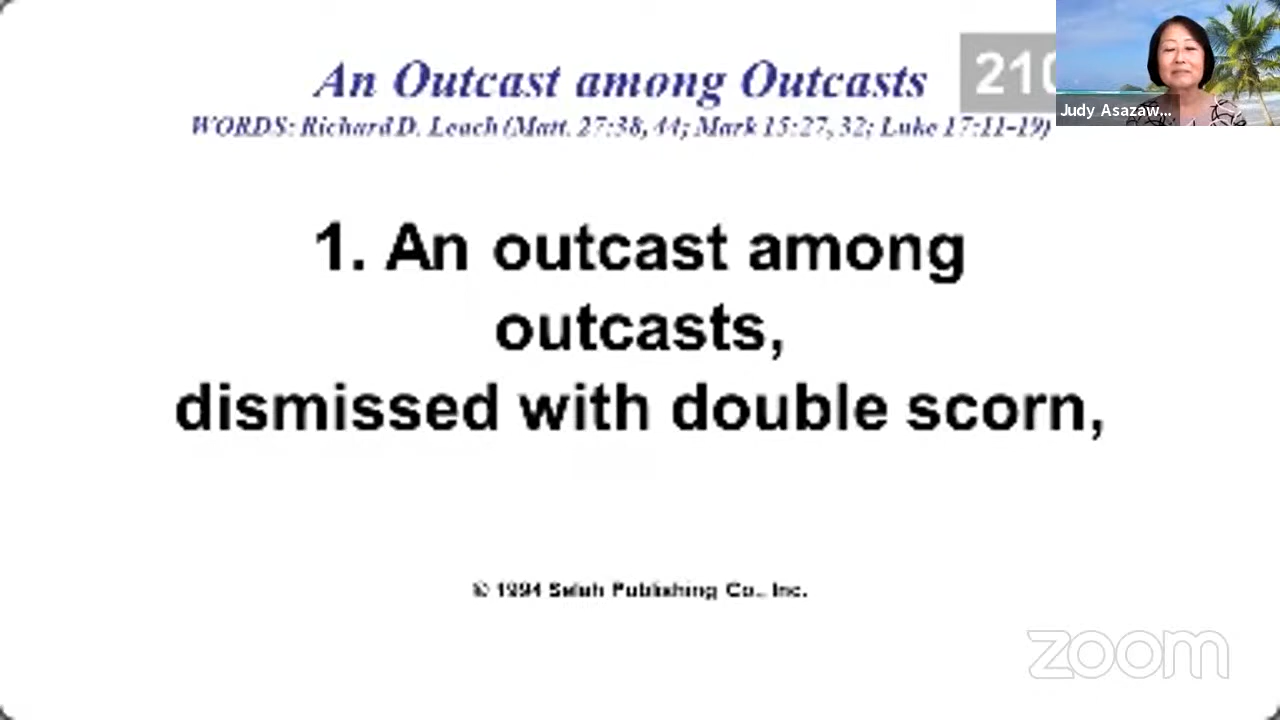 An Outcast among Outcasts
210
WORDS: Richard D. Leach (Matt. 27:38, 44; Mark 15:27, 32; Luke 17:11-19)
Judy Asazaw...
1. An outcast among
outcasts,
dismissed with double scorn,
© 1994 Selah Publishing Co., Inc.
zoom